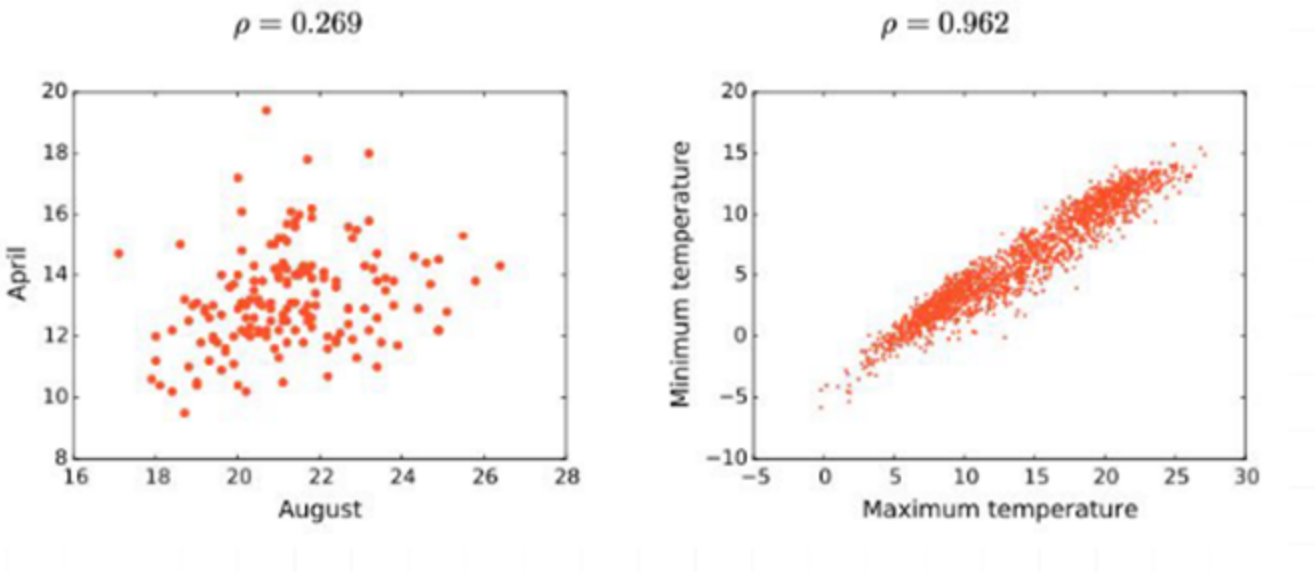 ρ = 0.269
20
18
16
14
12
10
8
April
16 18 20 22 24 26 28
August
ρ = 0.962
20
15
10
5
0
−5
−10
Minimum temperature
−5 0 5 10 15 20 25 30
Maximum temperature